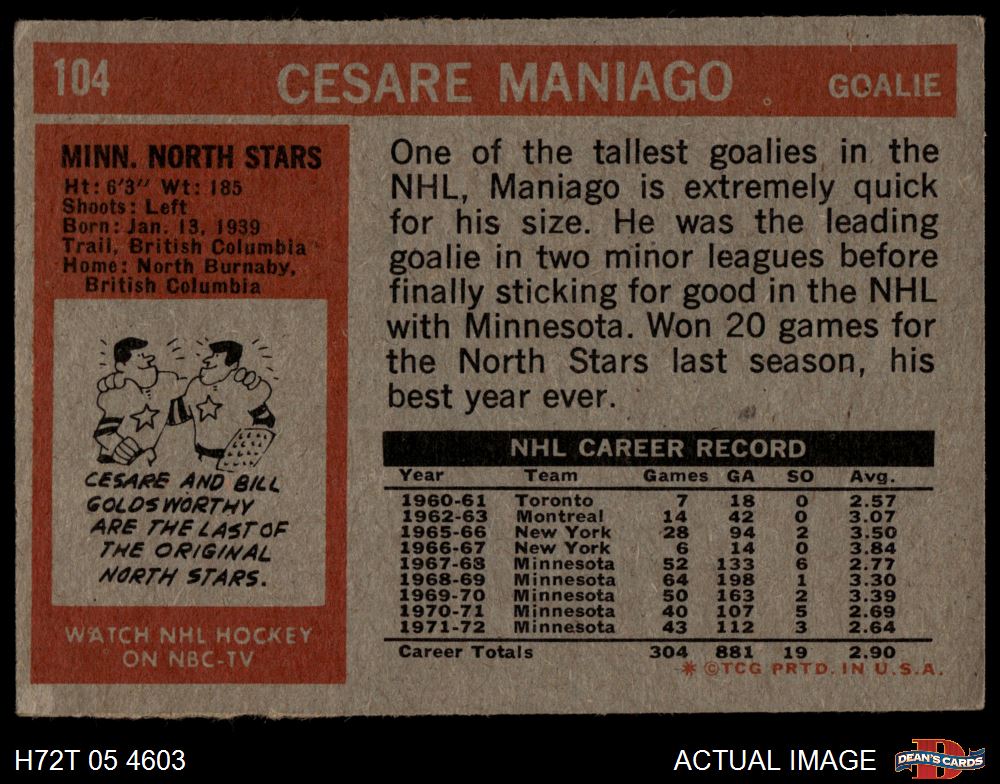 104 CESARE MANIAGO GOALIE
MINN. NORTH STARS
Ht: 6'3" Wt: 185
Shoots: Left
Born: Jan. 13, 1939
Trail, British Columbia
Home: North Burnaby,
British Columbia
CESARE AND BILL
GOLDSWORTHY
ARE THE LAST OF
THE ORIGINAL
NORTH STARS.
WATCH NHL HOCKEY
ON NBC-TV
One of the tallest goalies in the
NHL, Maniago is extremely quick
for his size. He was the leading
goalie in two minor leagues before
finally sticking for good in the NHL
with Minnesota. Won 20 games for
the North Stars last season, his
best year ever.
NHL CAREER RECORD
Year Team Games GA SO Avg.
1960-61 Toronto 7 18 0 2.57
1962-63 Montreal 14 42 0 3.07
1965-66 New York 28 94 2 3.50
1966-67 New York 6 14 0 3.84
1967-68 Minnesota 52 133 6 2.77
1968-69 Minnesota 64 198 1 3.30
1969-70 Minnesota 50 163 2 3.39
1970-71 Minnesota 40 107 5 2.69
1971-72 Minnesota 43 112 3 2.64
Career Totals 304 881 19 2.90
* ©TCG PRTD. IN U.S.A.
H72T 05 4603
ACTUAL IMAGE
DEAN'S CARDS